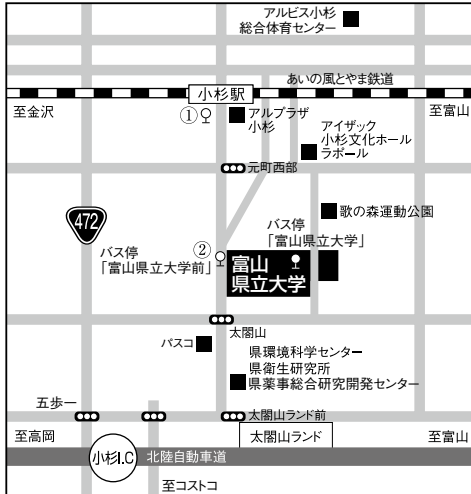 アルビス小杉
総合体育センター
あいの風とやま鉄道
小杉駅
至金沢
①
アルプラザ
小杉
至富山
アイザック
小杉文化ホール
ラポール
元町西部
472
歌の森運動公園
バス停
「富山県立大学」
②
バス停
「富山県立大学前」
富山
県立大学
太閤山
パスコ
県環境科学センター
県衛生研究所
県薬事総合研究開発センター
五歩一
太閤山ランド前
至高岡
太閤山ランド
至富山
小杉I.C
北陸自動車道
至コストコ